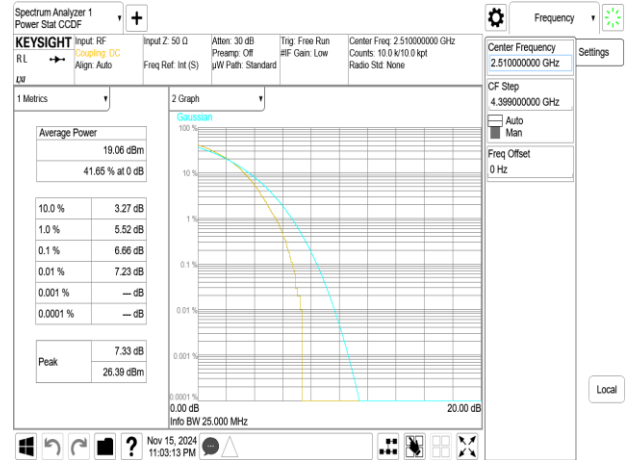 Spectrum Analyzer 1
Power Stat CCDF
Frequency
KEYSIGHT
RL
Input: RF
Coupling: DC
Align: Auto
Input Z: 50 Ω
Freq Ref: Int (S)
Atten: 30 dB
Preamp: Off
µW Path: Standard
Trig: Free Run
#IF Gain: Low
Center Freq: 2.510000000 GHz
Counts: 10.0 k/10.0 kpt
Radio Std: None
Center Frequency
2.510000000 GHz
Settings
CF Step
4.399000000 GHz
Auto
Man
Freq Offset
0 Hz
1 Metrics
Average Power
19.06 dBm
41.65 % at 0 dB
10.0 % 3.27 dB
1.0 % 5.52 dB
0.1 % 6.66 dB
0.01 % 7.23 dB
0.001 % --- dB
0.0001 % --- dB
Peak
7.33 dB
26.39 dBm
2 Graph
Gaussian
100 %
10 %
1 %
0.1 %
0.01 %
0.001 %
0.0001 %
0.00 dB 20.00 dB
Info BW 25.000 MHz
Local
?
Nov 15, 2024
11:03:13 PM